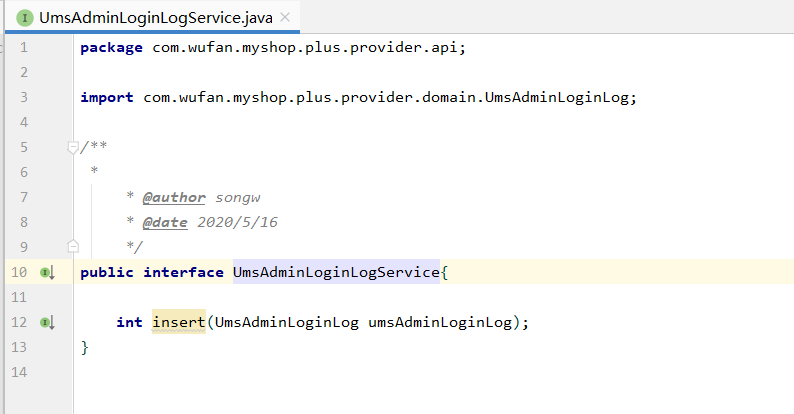 UmsAdminLoginLogService.java
1 package com.wufan.myshop.plus.provider.api;
2
3 import com.wufan.myshop.plus.provider.domain.UmsAdminLoginLog;
4
5 /**
6 *
7 * @author songw
8 * @date 2020/5/16
9 */
10 public interface UmsAdminLoginLogService{
11
12 int insert(UmsAdminLoginLog umsAdminLoginLog);
13 }
14